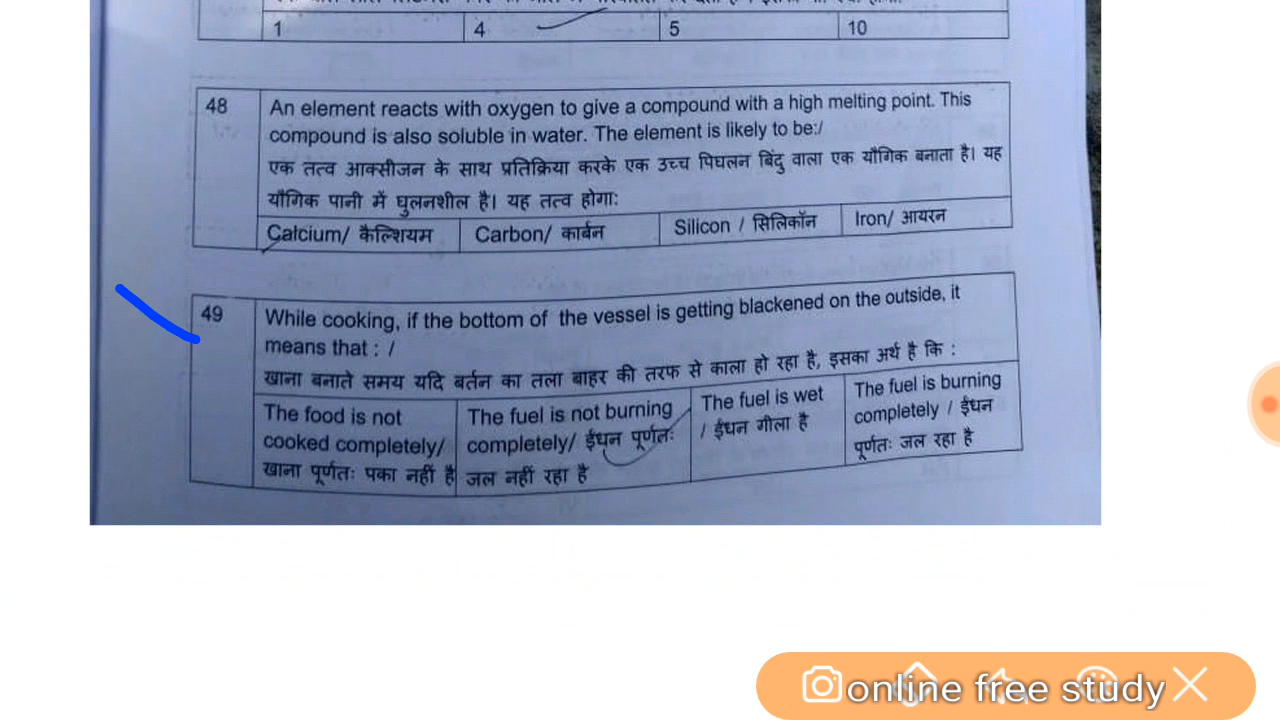 1 4 5 10
48 An element reacts with oxygen to give a compound with a high melting point. This
compound is also soluble in water. The element is likely to be:/
एक तत्व आक्सीजन के साथ प्रतिक्रिया करके एक उच्च पिघलन बिंदु वाला एक यौगिक बनाता है। यह
यौगिक पानी में घुलनशील है। यह तत्व होगा:
Calcium/ कैल्शियम Carbon/ कार्बन Silicon / सिलिकॉन Iron/ आयरन
49 While cooking, if the bottom of the vessel is getting blackened on the outside, it
means that : /
खाना बनाते समय यदि बर्तन का तला बाहर की तरफ से काला हो रहा है, इसका अर्थ है कि :
The food is not
cooked completely/
खाना पूर्णतः पका नहीं है
The fuel is not burning
completely/ ईंधन पूर्णतः
जल नहीं रहा है
The fuel is wet
/ ईंधन गीला है
The fuel is burning
completely / ईंधन
पूर्णतः जल रहा है
online free study